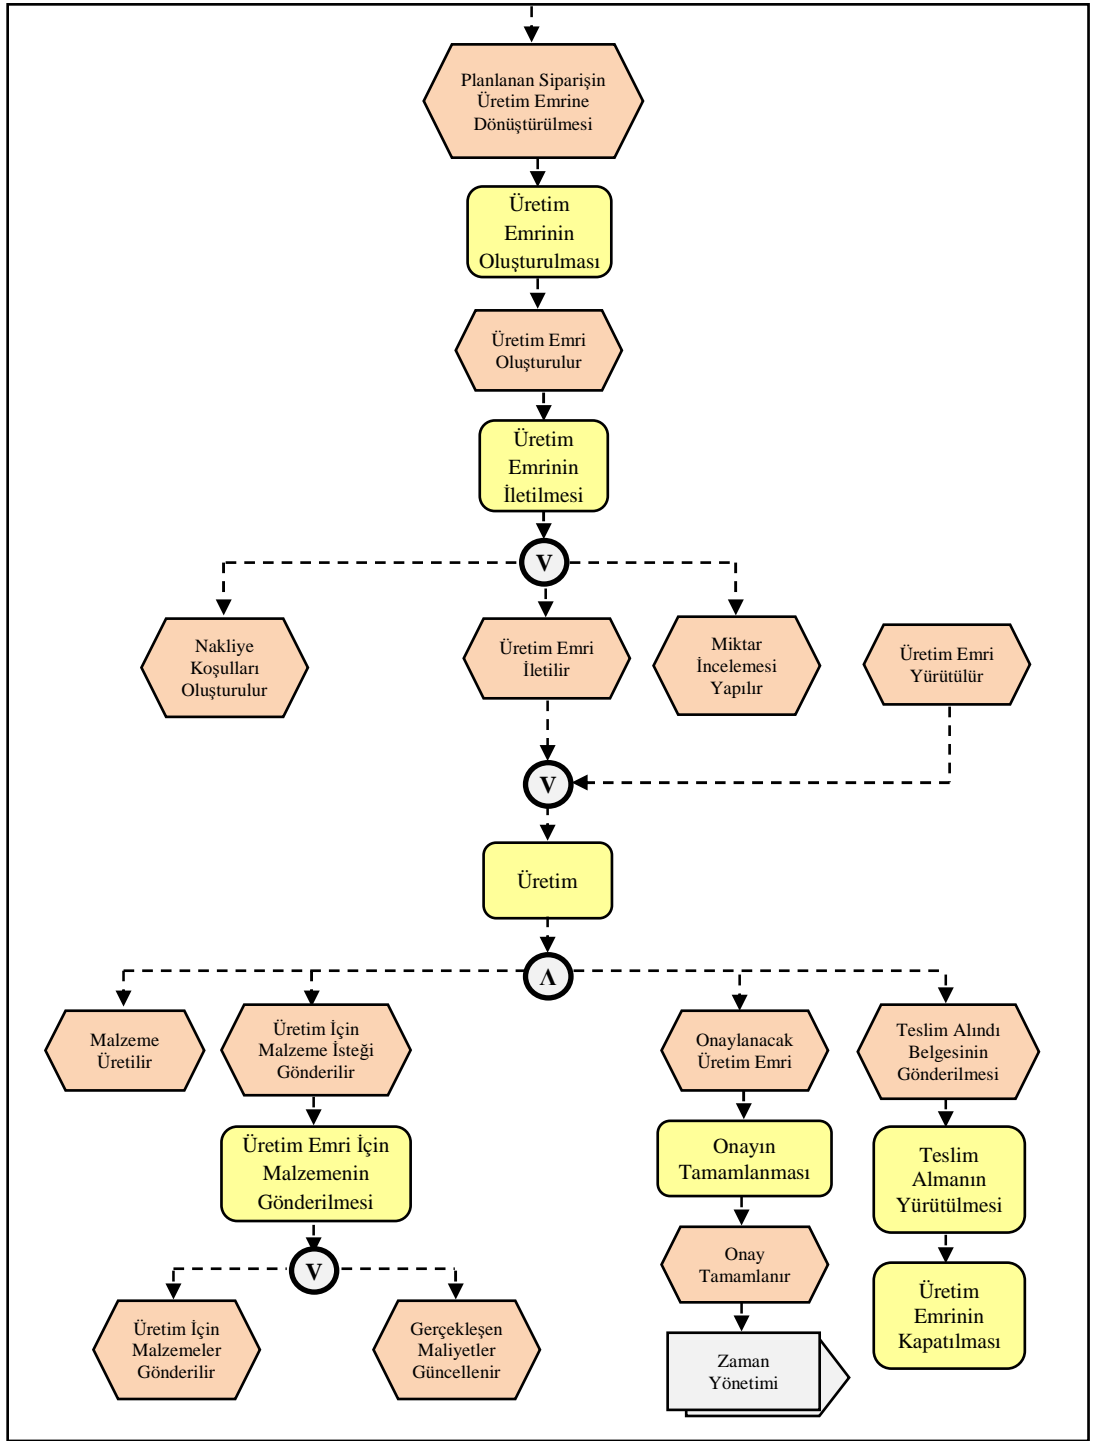 Planlanan Siparişin
Üretim Emrine
Dönüştürülmesi
Üretim
Emrinin
Oluşturulması
Üretim Emri
Oluşturulur
Üretim
Emrinin
İletilmesi
V
Nakliye
Koşulları
Oluşturulur
Üretim Emri
İletilir
Miktar
İncelemesi
Yapılır
Üretim Emri
Yürütülür
V
Üretim
Λ
Malzeme
Üretilir
Üretim İçin
Malzeme İsteği
Gönderilir
Onaylanacak
Üretim Emri
Teslim Alındı
Belgesinin
Gönderilmesi
Üretim Emri İçin
Malzemenin
Gönderilmesi
Onayın
Tamamlanması
Teslim
Almanın
Yürütülmesi
V
Onay
Tamamlanır
Üretim
Emrinin
Kapatılması
Üretim İçin
Malzemeler
Gönderilir
Gerçekleşen
Maliyetler
Güncellenir
Zaman
Yönetimi